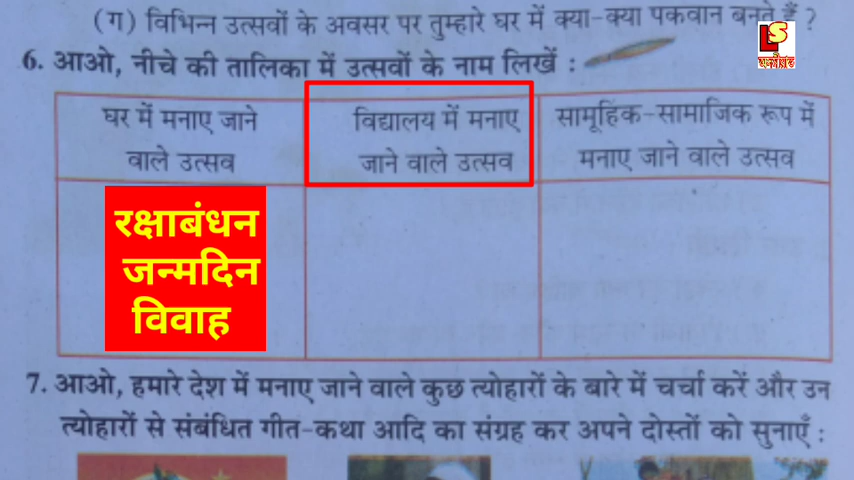 (ग) विभिन्न उत्सवों के अवसर पर तुम्हारे घर में क्या-क्या पकवान बनते हैं ?
LS
6. आओ, नीचे की तालिका में उत्सवों के नाम लिखें :
घर में मनाए जाने
वाले उत्सव
विद्यालय में मनाए
जाने वाले उत्सव
सामूहिक-सामाजिक रूप में
मनाए जाने वाले उत्सव
रक्षाबंधन
जन्मदिन
विवाह
7. आओ, हमारे देश में मनाए जाने वाले कुछ त्योहारों के बारे में चर्चा करें और उन
त्योहारों से संबंधित गीत-कथा आदि का संग्रह कर अपने दोस्तों को सुनाएँ :